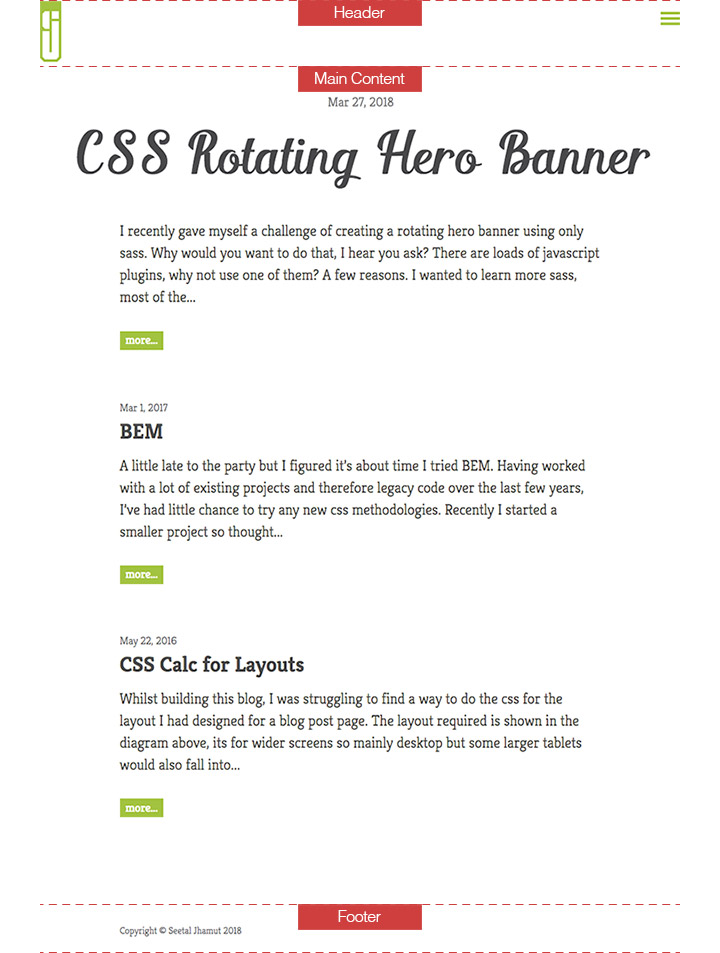 Header
Main Content
Mar 27, 2018
CSS Rotating Hero Banner
I recently gave myself a challenge of creating a rotating hero banner using only
sass. Why would you want to do that, I hear you ask? There are loads of javascript
plugins, why not use one of them? A few reasons. I wanted to learn more sass,
most of the...
more...
Mar 1, 2017
BEM
A little late to the party but I figured it's about time I tried BEM. Having worked
with a lot of existing projects and therefore legacy code over the last few years,
I've had little chance to try any new css methodologies. Recently I started a
smaller project so thought...
more...
May 22, 2016
CSS Calc for Layouts
Whilst building this blog, I was struggling to find a way to do the css for the
layout I had designed for a blog post page. The layout required is shown in the
diagram above, its for wider screens so mainly desktop but some larger tablets
would also fall into...
more...
Footer
Copyright © Seetal Jhamut 2018